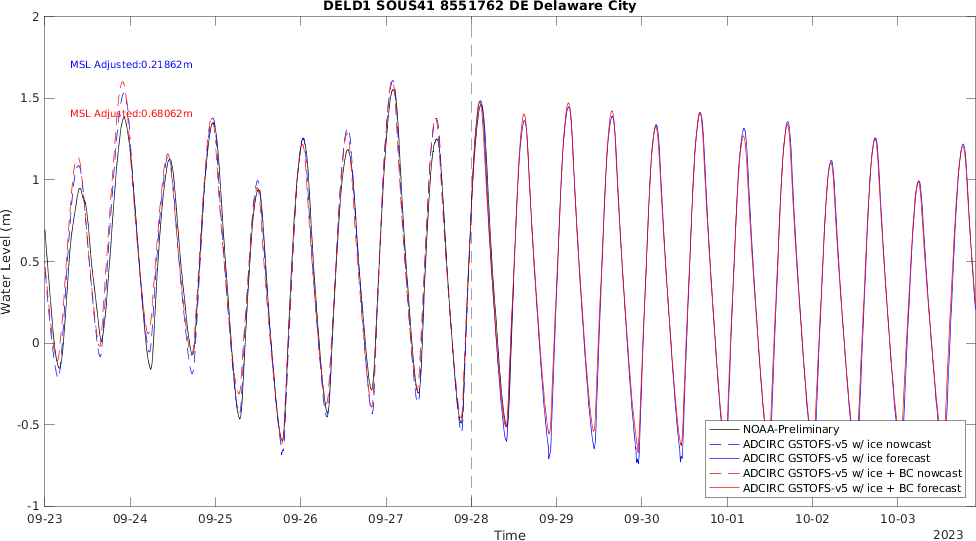 DELD1 SOUS41 8551762 DE Delaware City
MSL Adjusted:0.21862m
MSL Adjusted:0.68062m
Water Level (m)
2
1.5
1
0.5
0
-0.5
-1
NOAA-Preliminary
ADCIRC GSTOFS-v5 w/ ice nowcast
ADCIRC GSTOFS-v5 w/ ice forecast
ADCIRC GSTOFS-v5 w/ ice + BC nowcast
ADCIRC GSTOFS-v5 w/ ice + BC forecast
09-23 09-24 09-25 09-26 09-27 09-28 09-29 09-30 10-01 10-02 10-03
Time
2023